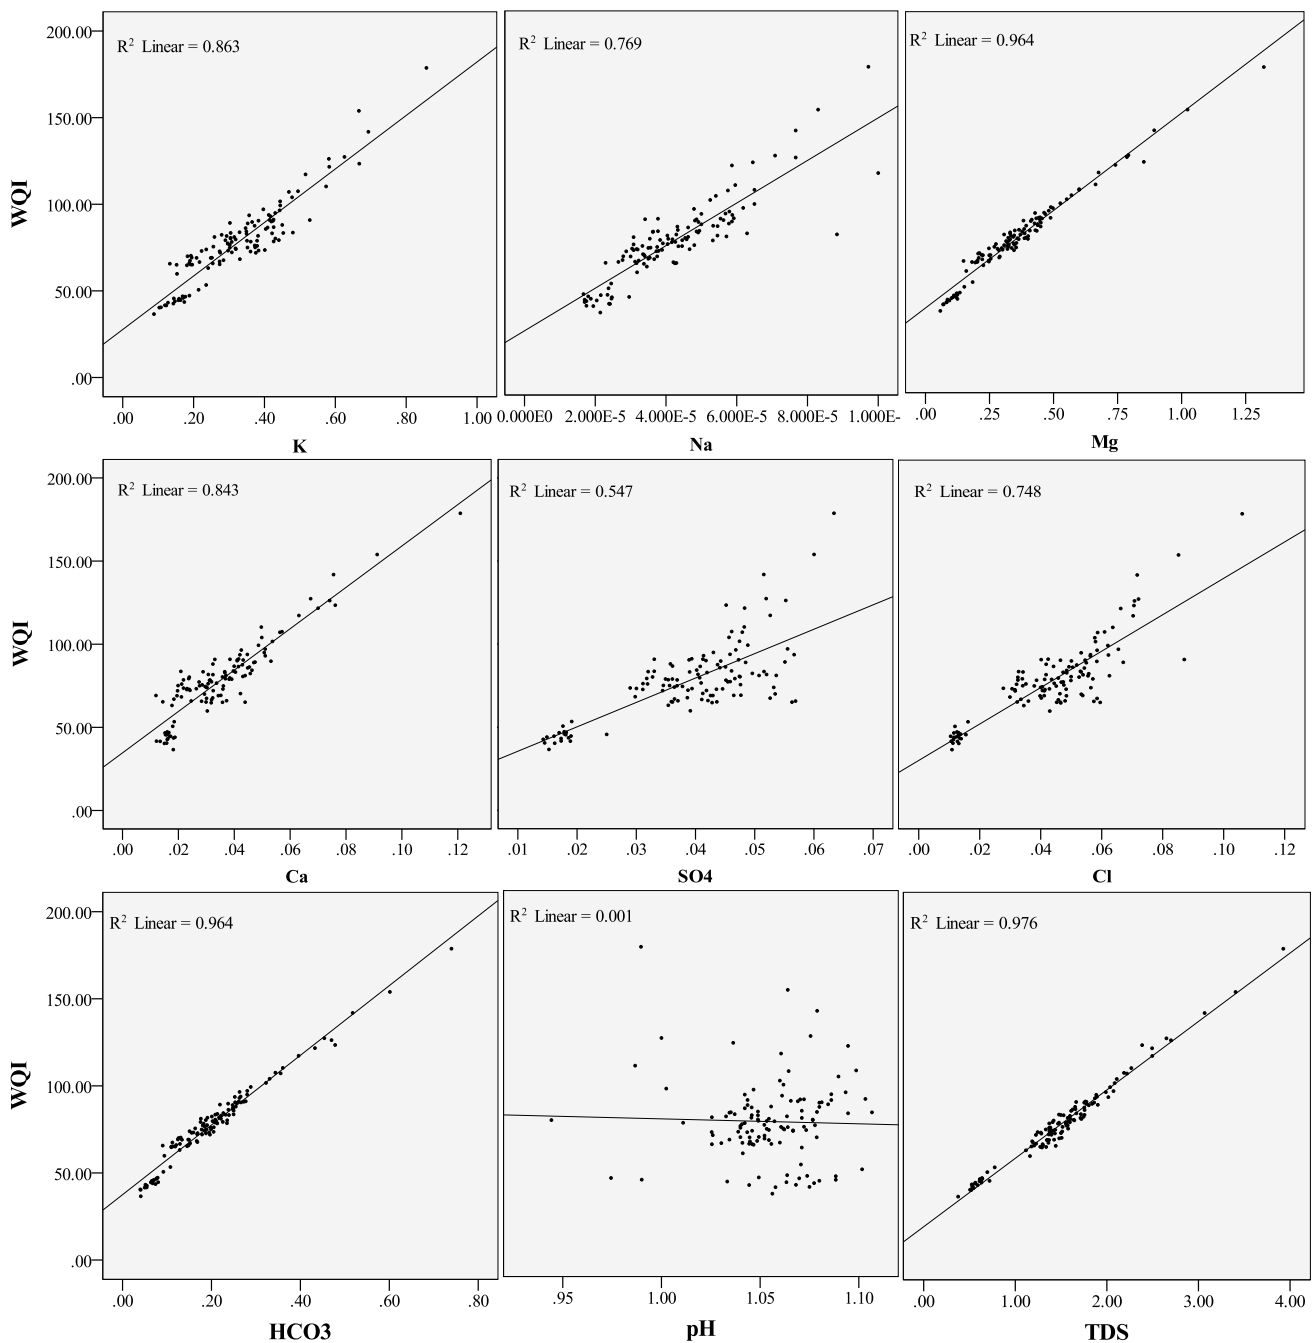 R² Linear = 0.863
R² Linear = 0.769
R² Linear = 0.964
WQI
200.00
150.00
100.00
50.00
.00
.00 .20 .40 .60 .80 1.00
0.000E0 2.000E-5 4.000E-5 6.000E-5 8.000E-5 1.000E-
.00 .25 .50 .75 1.00 1.25
K
Na
Mg
R² Linear = 0.843
R² Linear = 0.547
R² Linear = 0.748
WQI
200.00
150.00
100.00
50.00
.00
.00 .02 .04 .06 .08 .10 .12
.01 .02 .03 .04 .05 .06 .07
.00 .02 .04 .06 .08 .10 .12
Ca
SO4
Cl
R² Linear = 0.964
R² Linear = 0.001
R² Linear = 0.976
WQI
200.00
150.00
100.00
50.00
.00
.00 .20 .40 .60 .80
.95 1.00 1.05 1.10
.00 1.00 2.00 3.00 4.00
HCO3
pH
TDS